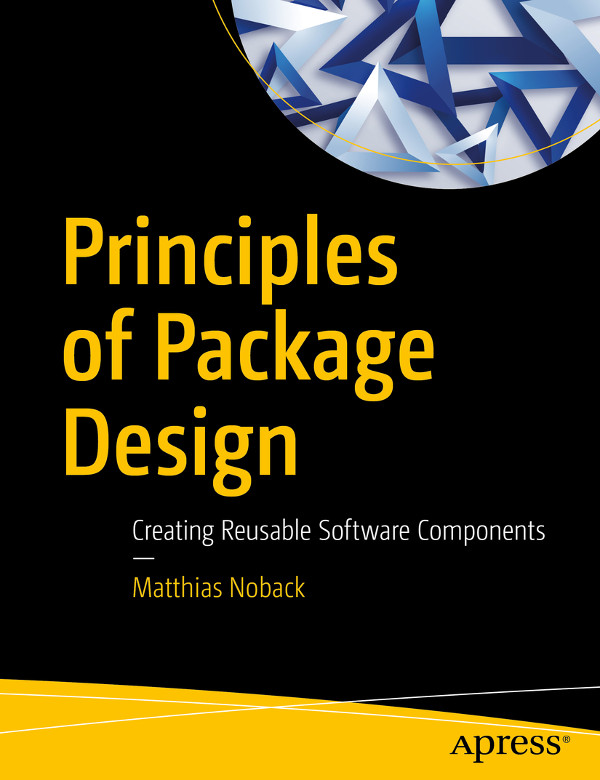 Principles
of Package
Design
Creating Reusable Software Components
—
Matthias Noback
Apress®